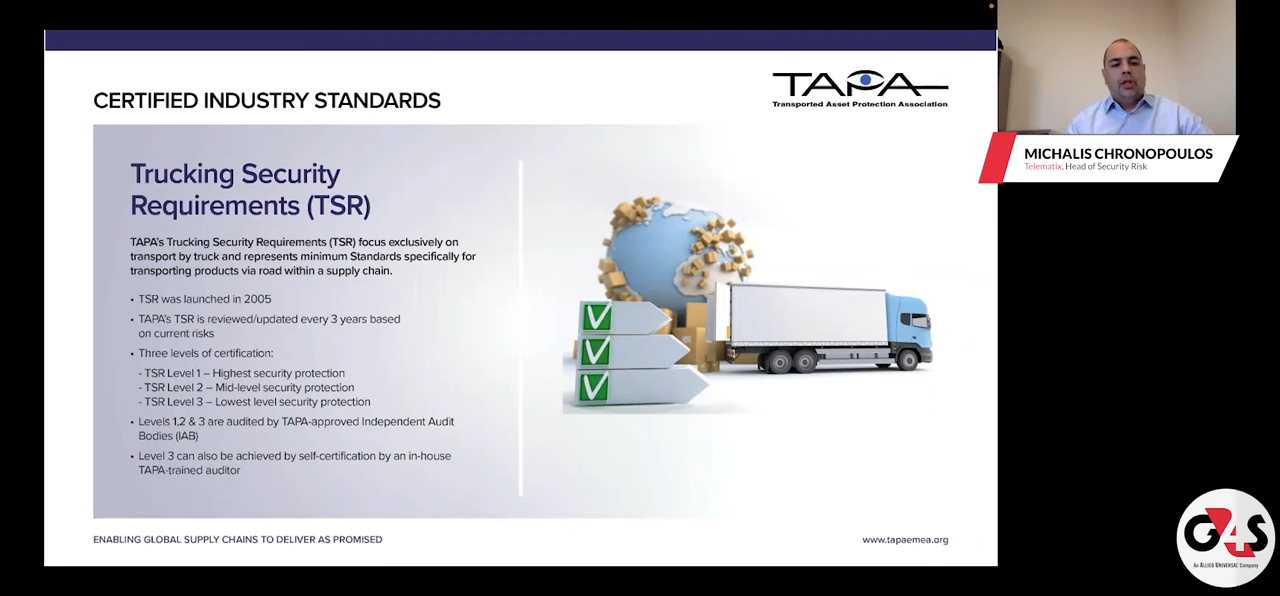 CERTIFIED INDUSTRY STANDARDS
TAPA
Transported Asset Protection Association
Trucking Security
Requirements (TSR)
TAPA's Trucking Security Requirements (TSR) focus exclusively on
transport by truck and represents minimum Standards specifically for
transporting products via road within a supply chain.
• TSR was launched in 2005
• TAPA's TSR is reviewed/updated every 3 years based
on current risks
• Three levels of certification:
- TSR Level 1 – Highest security protection
- TSR Level 2 – Mid-level security protection
- TSR Level 3 – Lowest level security protection
• Levels 1,2 & 3 are audited by TAPA-approved Independent Audit
Bodies (IAB)
• Level 3 can also be achieved by self-certification by an in-house
TAPA-trained auditor
ENABLING GLOBAL SUPPLY CHAINS TO DELIVER AS PROMISED
www.tapaemea.org
MICHALIS CHRONOPOULOS
Telematix, Head of Security Risk
G4S
An ALLIED UNIVERSAL Company